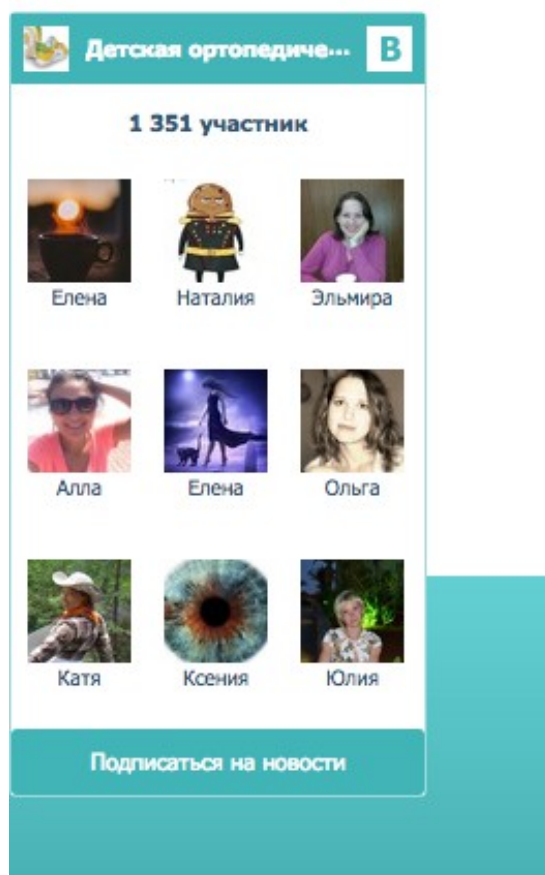 Детская ортопедиче··· В
1 351 участник
Елена Наталия Эльмира
Алла Елена Ольга
Катя Ксения Юлия
Подписаться на новости